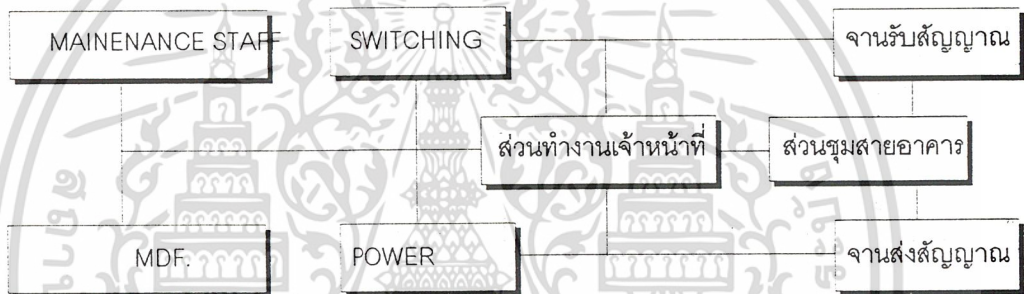 MAINENANCE STAFF
SWITCHING
จานรับสัญญาณ
ส่วนทำงานเจ้าหน้าที่
ส่วนชุมสายอาคาร
MDF.
POWER
จานส่งสัญญาณ